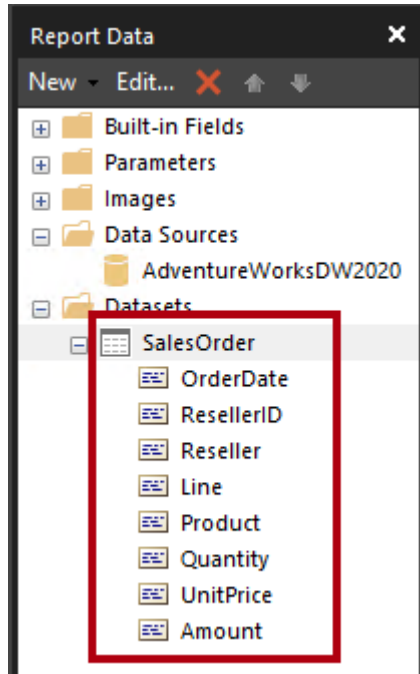 Report Data
New Edit...
Built-in Fields
Parameters
Images
Data Sources
AdventureWorksDW2020
Datasets
SalesOrder
OrderDate
ResellerID
Reseller
Line
Product
Quantity
UnitPrice
Amount